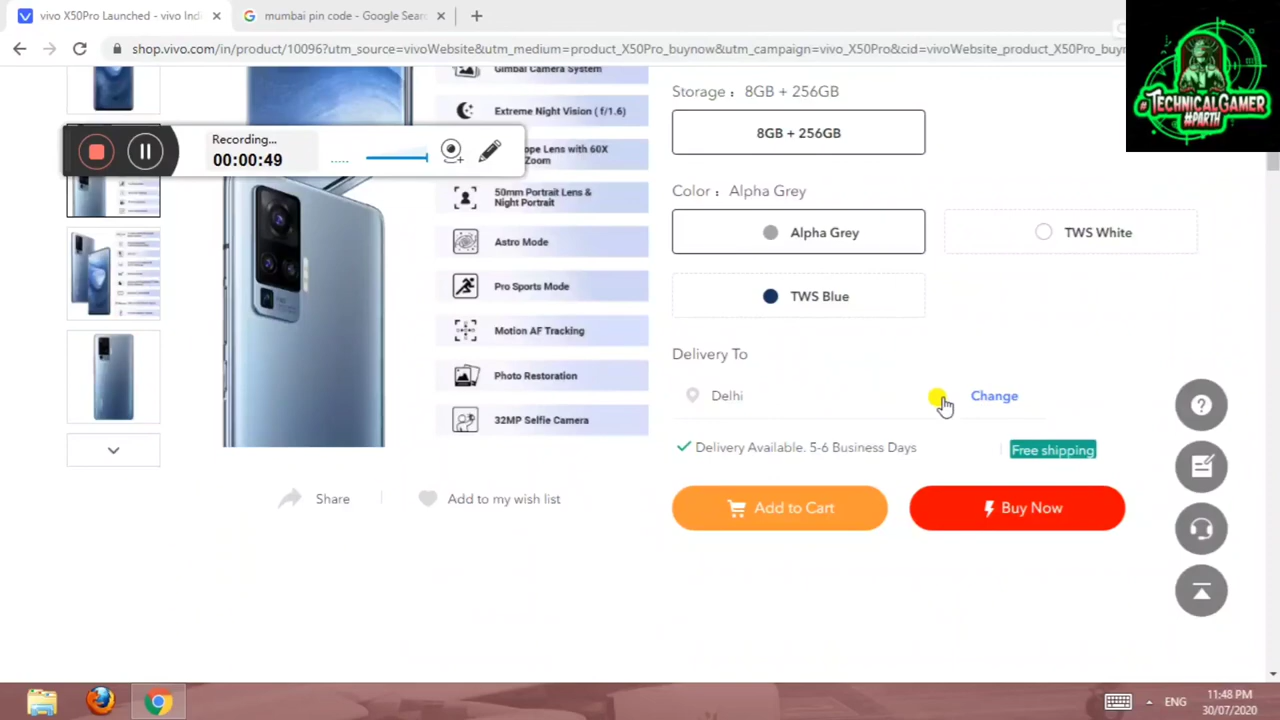 vivo X50Pro Launched - vivo Ind
mumbai pin code - Google Sear
shop.vivo.com/in/product/10096?utm_source=vivoWebsite&utm_medium=product_X50Pro_buynow&utm_campaign=vivo_X50Pro&cid=vivoWebsite_product_X50Pro_buyn
#TECHNICALGAMER
#PARTH
Gimbal Camera System
Extreme Night Vision ( f/1.6)
ope Lens with 60X
Zoom
50mm Portrait Lens &
Night Portrait
Astro Mode
Pro Sports Mode
Motion AF Tracking
Photo Restoration
32MP Selfie Camera
Recording...
00:00:49
Share
Add to my wish list
Storage : 8GB + 256GB
8GB + 256GB
Color : Alpha Grey
Alpha Grey
TWS White
TWS Blue
Delivery To
Delhi
Change
Delivery Available. 5-6 Business Days
Free shipping
Add to Cart
Buy Now
ENG
11:48 PM
30/07/2020